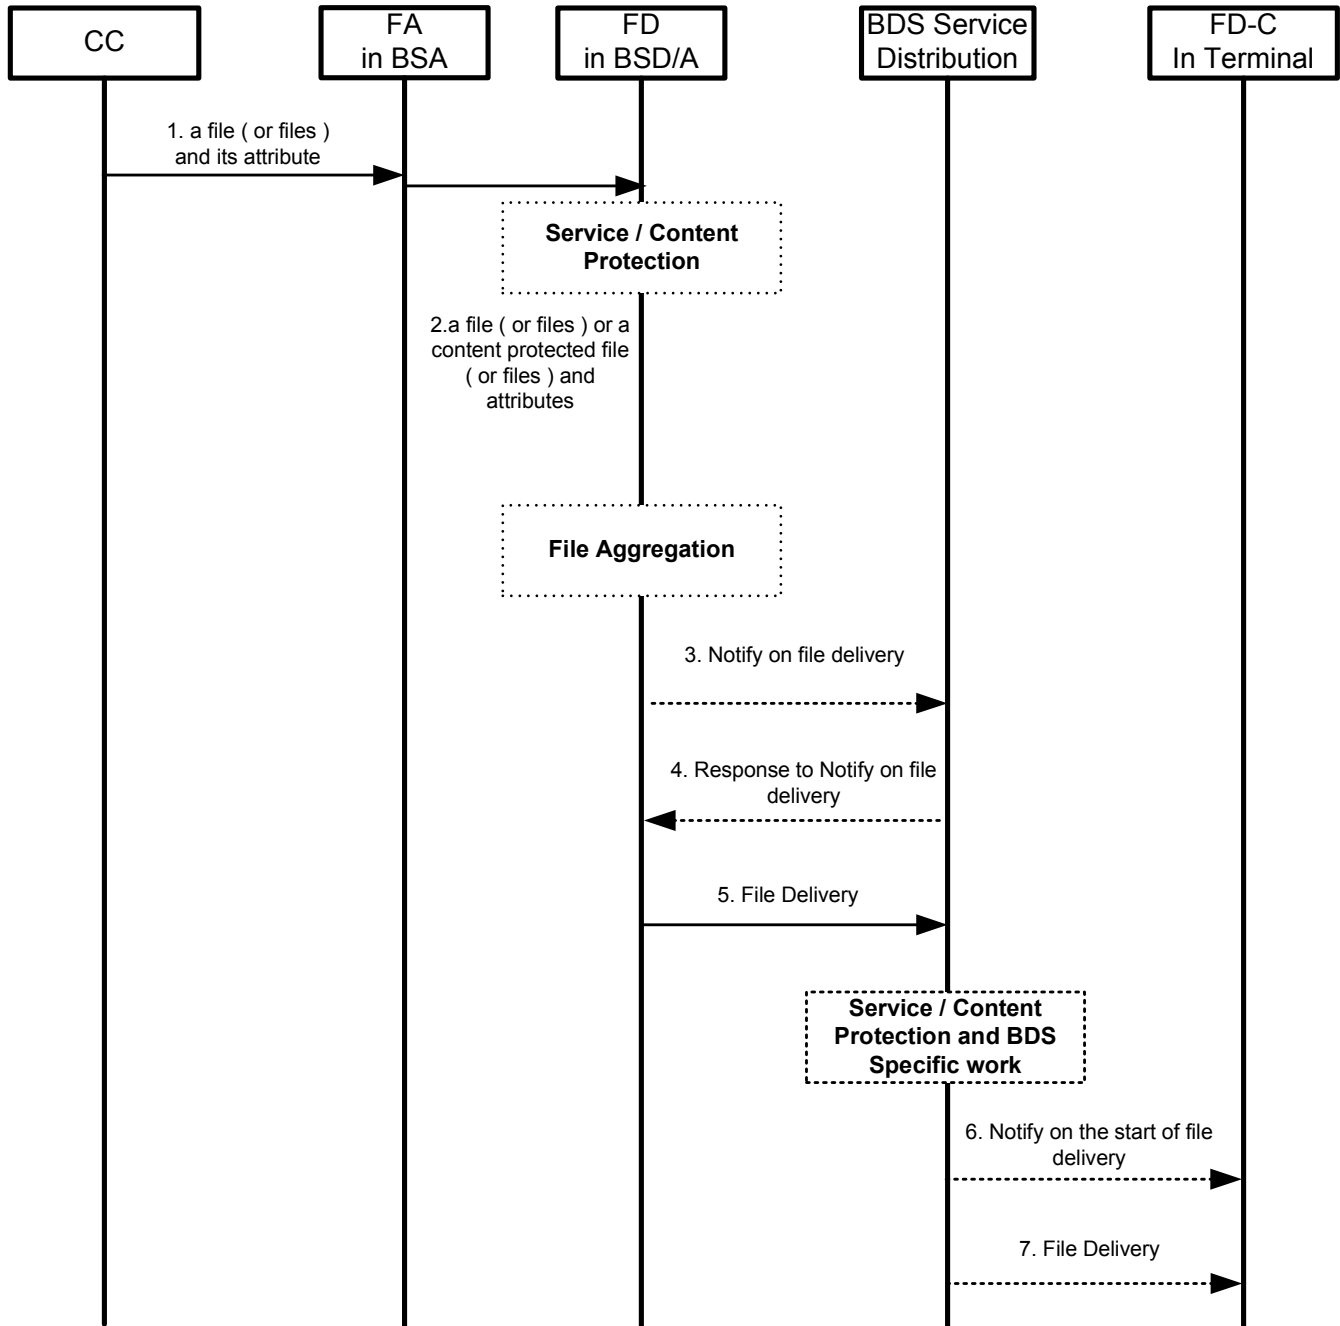 CC
FA
in BSA
FD
in BSD/A
BDS Service
Distribution
FD-C
In Terminal
1. a file ( or files )
and its attribute
Service / Content
Protection
2.a file ( or files ) or a
content protected file
( or files ) and
attributes
File Aggregation
3. Notify on file delivery
4. Response to Notify on file
delivery
5. File Delivery
Service / Content
Protection and BDS
Specific work
6. Notify on the start of file
delivery
7. File Delivery